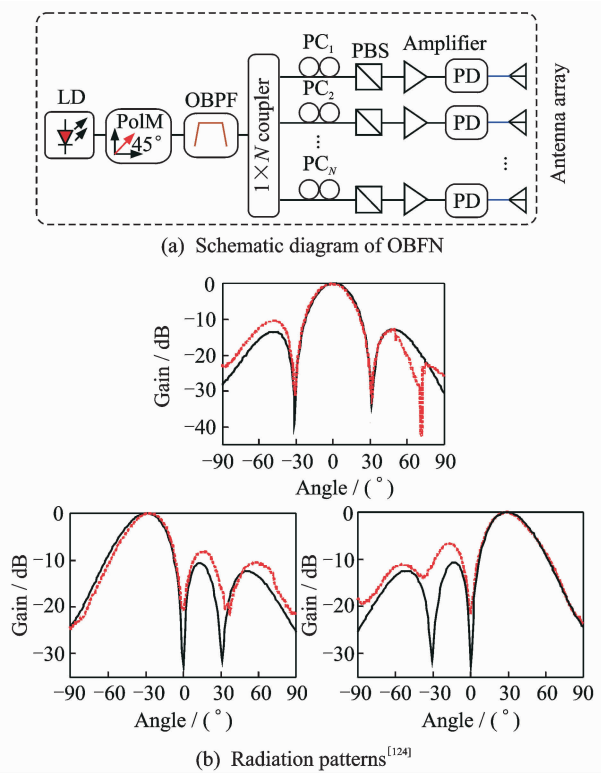 PC1 PBS Amplifier
LD PolM 45° OBPF 1×N coupler PD
PC2 PD
... ...
PCN PD
Antenna array
(a) Schematic diagram of OBFN
Gain / dB
0
−10
−20
−30
−40
−90 −60 −30 0 30 60 90
Angle / (°)
Gain / dB
0
−10
−20
−30
−90 −60 −30 0 30 60 90
Angle / (°)
Gain / dB
0
−10
−20
−30
−90 −60 −30 0 30 60 90
Angle / (°)
(b) Radiation patterns[124]